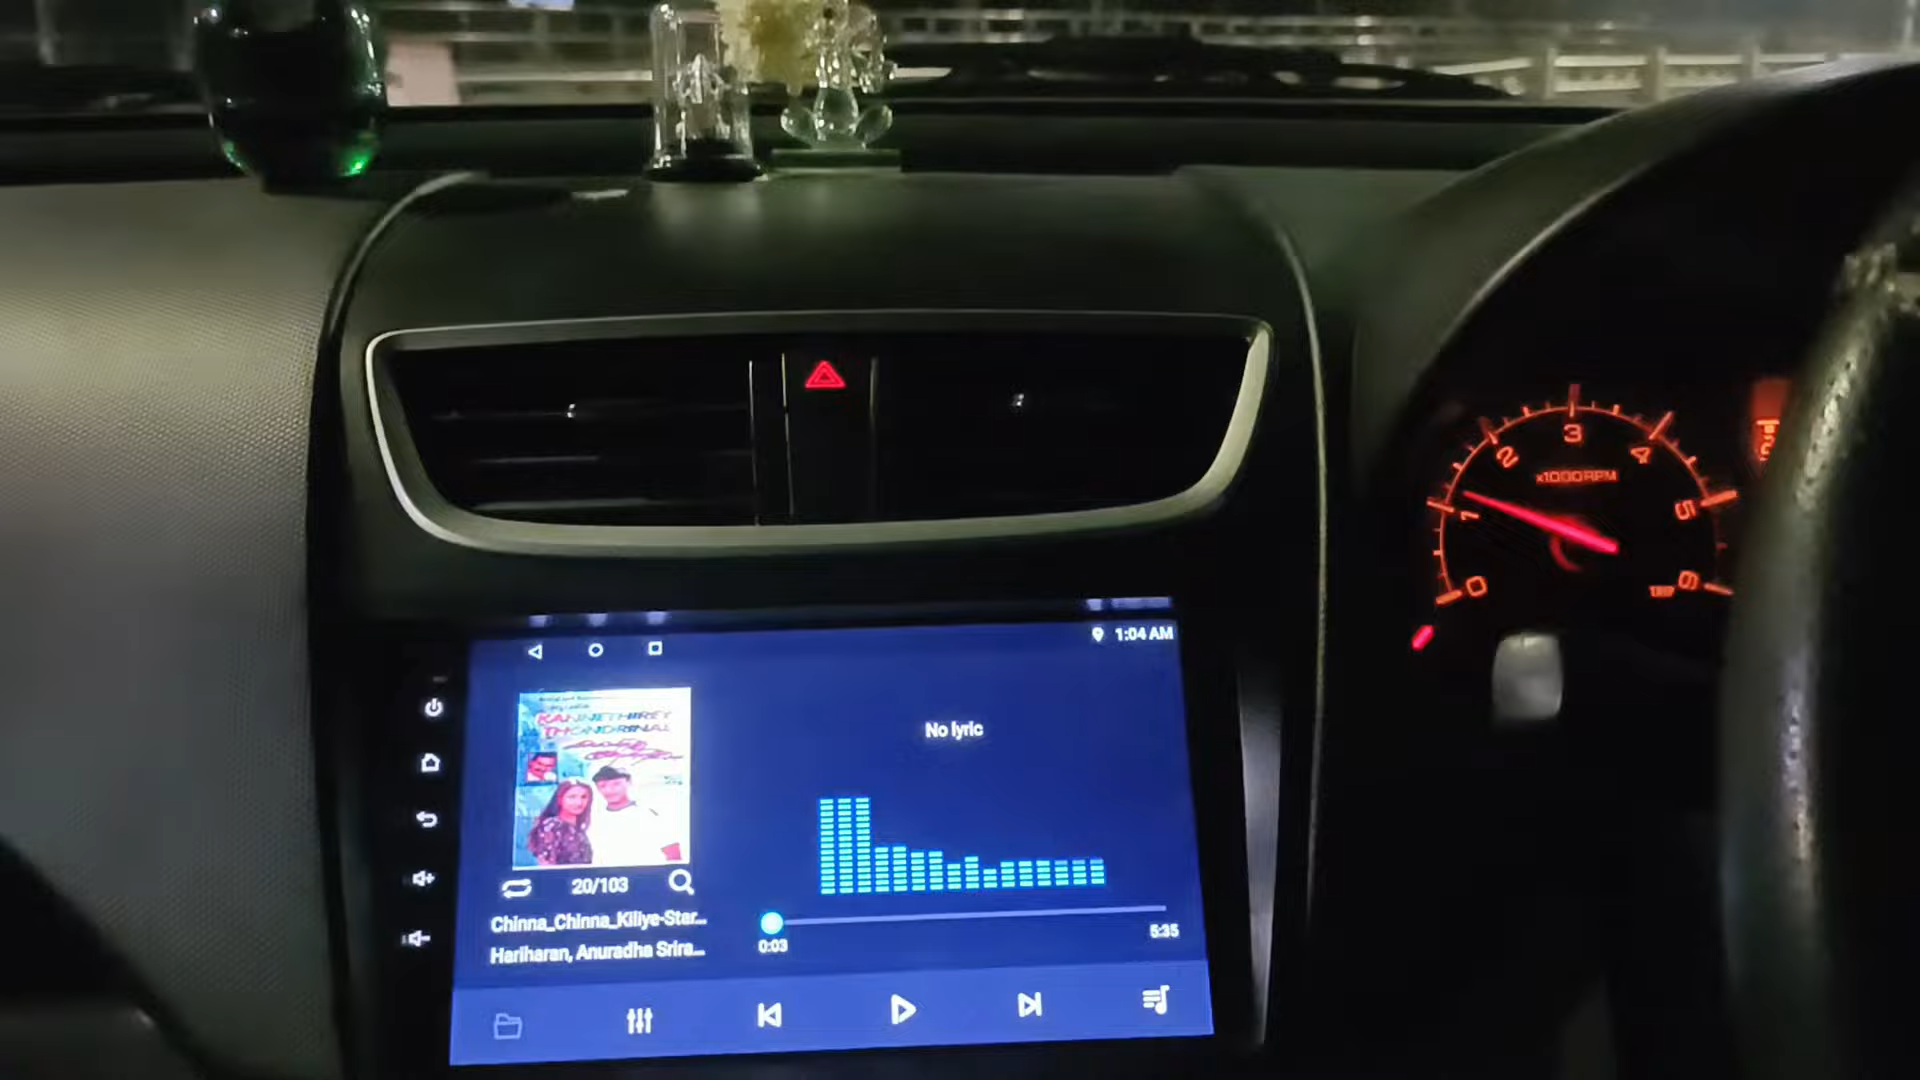 1:04 AM
KANNETHIREY
THONDRINAL
No lyric
20/103
Chinna_Chinna_Kiliye-Star...
Hariharan, Anuradha Srira...
0:03
5:35
0
1
2
3
4
5
6
x1000RPM